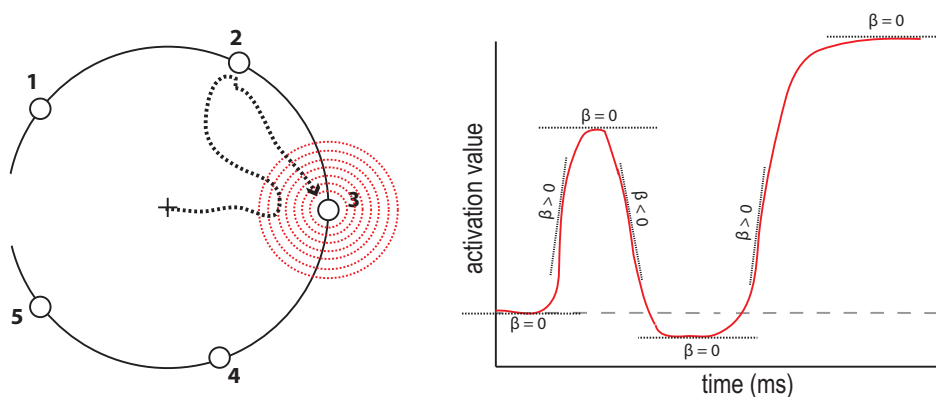 1
2
3
4
5
activation value
β = 0
β > 0
β = 0
β < 0
β = 0
β > 0
β = 0
time (ms)